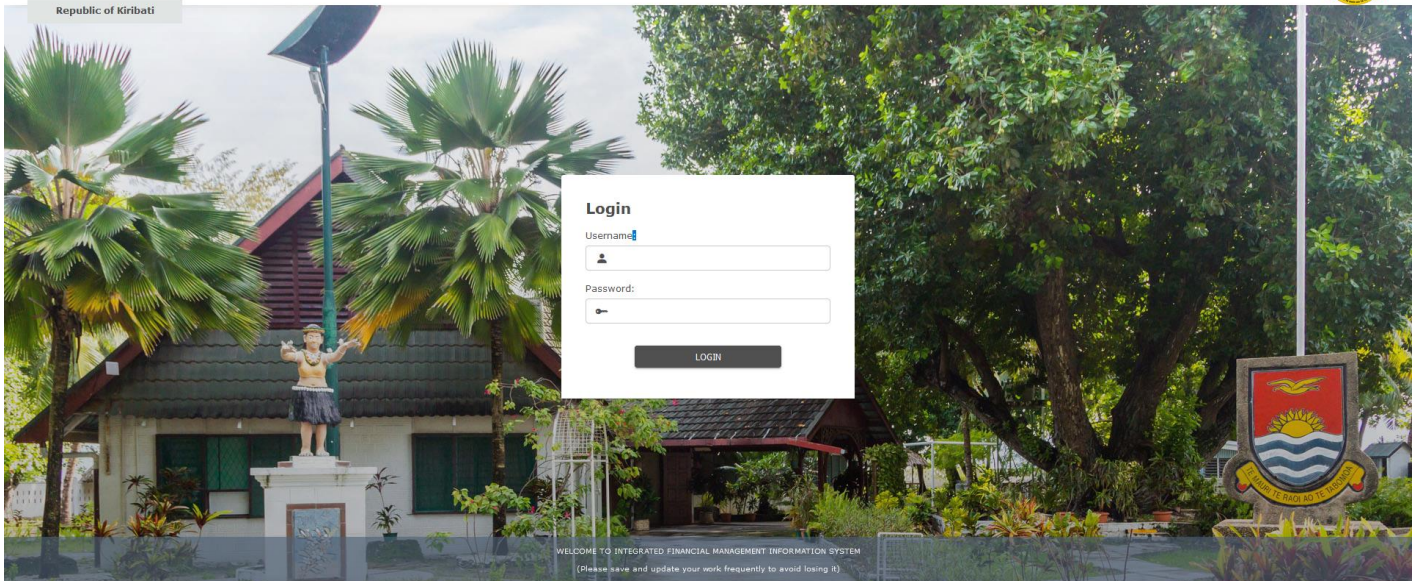 Republic of Kiribati
Login
Username:
Password:
LOGIN
TE MAURI TE RAOI AO TE TABOMOA
WELCOME TO INTEGRATED FINANCIAL MANAGEMENT INFORMATION SYSTEM
(Please save and update your work frequently to avoid losing it)